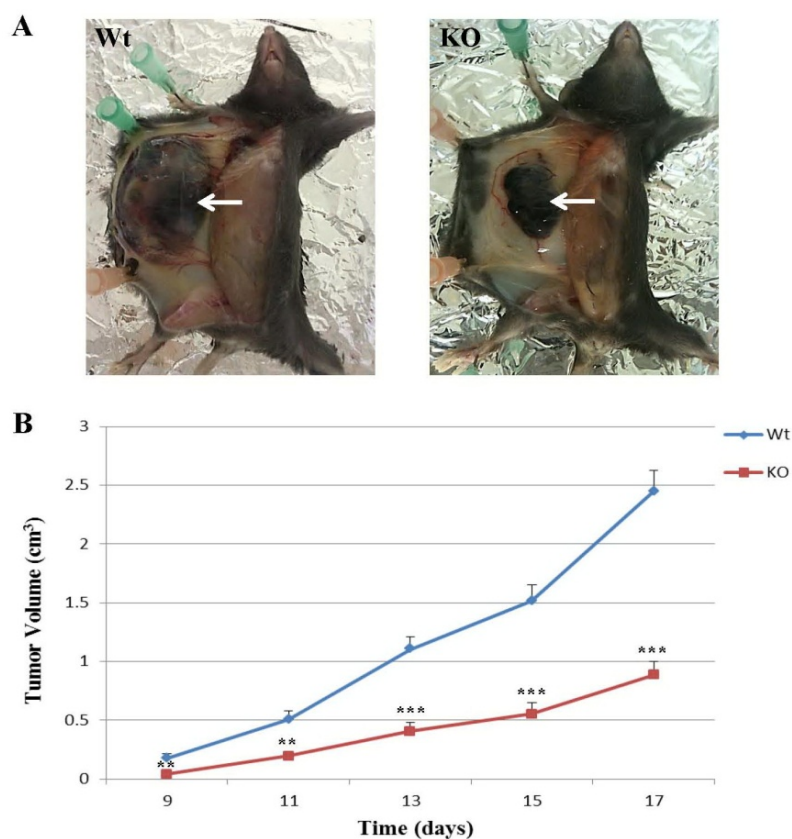 A
Wt
KO
B
3
2.5
2
1.5
1
0.5
0
Tumor Volume (cm³)
Wt
KO
**
**
***
***
***
9
11
13
15
17
Time (days)